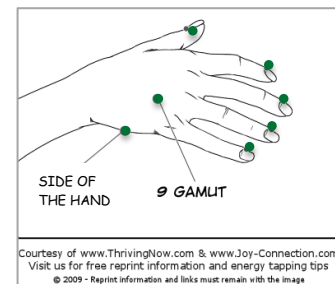 SIDE OF
THE HAND
9 GAMUT
Courtesy of www.ThrivingNow.com & www.Joy-Connection.com
Visit us for free reprint information and energy tapping tips
© 2009 - Reprint information and links must remain with the image